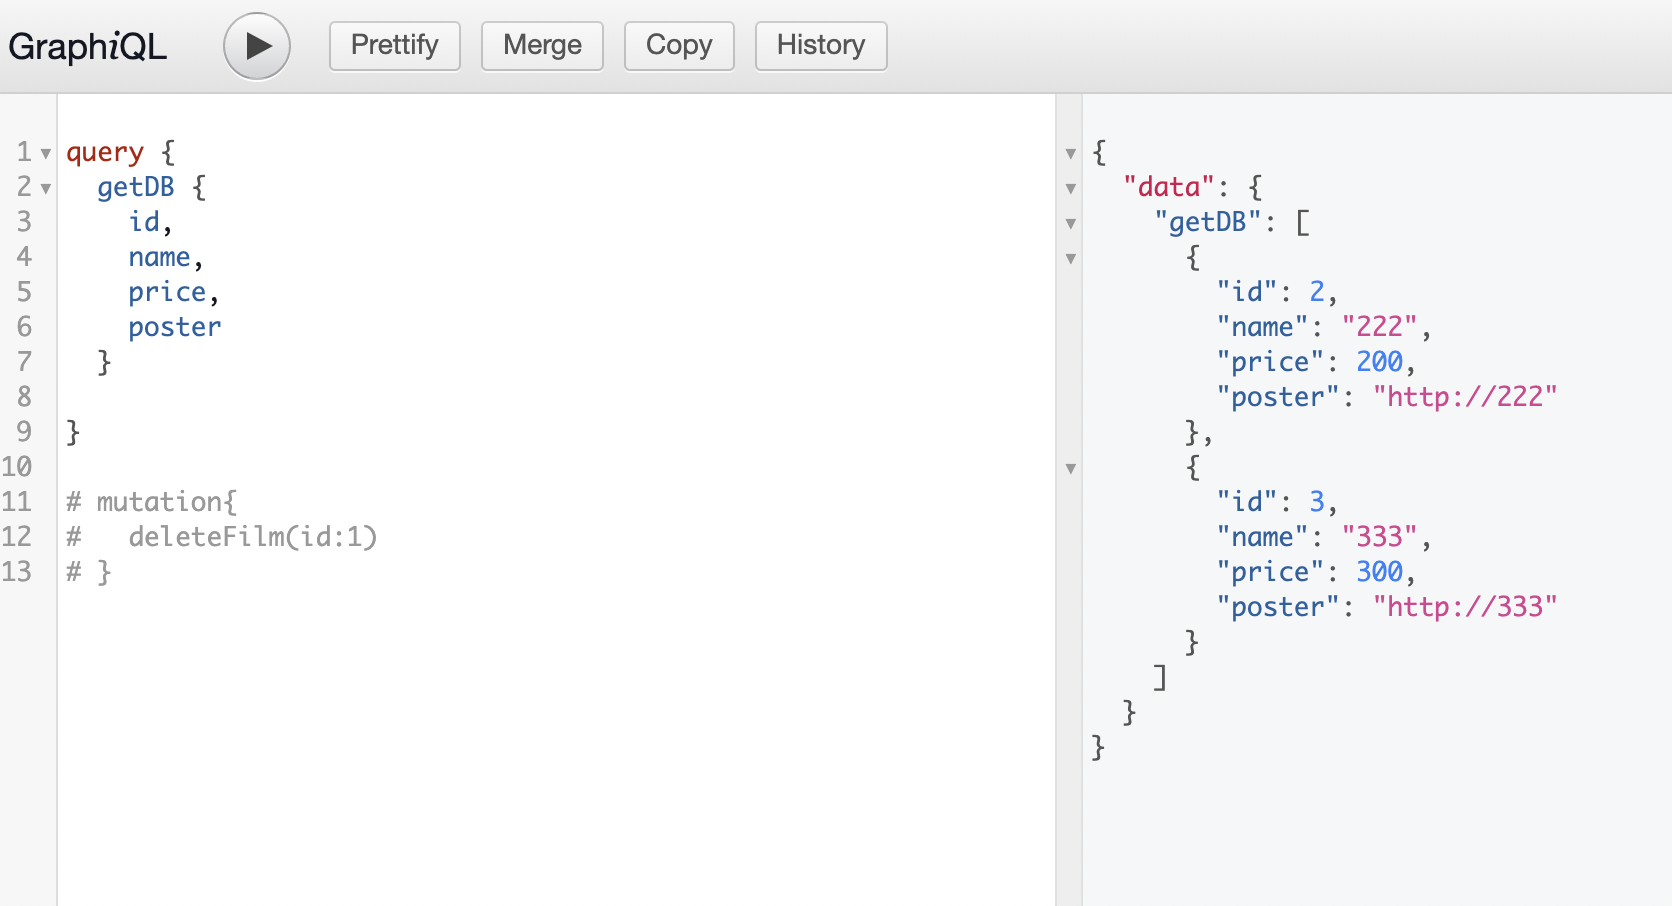 GraphiQL Prettify Merge Copy History
1 query {
2   getDB {
3     id,
4     name,
5     price,
6     poster
7   }
8
9 }
10
11 # mutation{
12 #   deleteFilm(id:1)
13 # }
{
  "data": {
    "getDB": [
      {
        "id": 2,
        "name": "222",
        "price": 200,
        "poster": "http://222"
      },
      {
        "id": 3,
        "name": "333",
        "price": 300,
        "poster": "http://333"
      }
    ]
  }
}